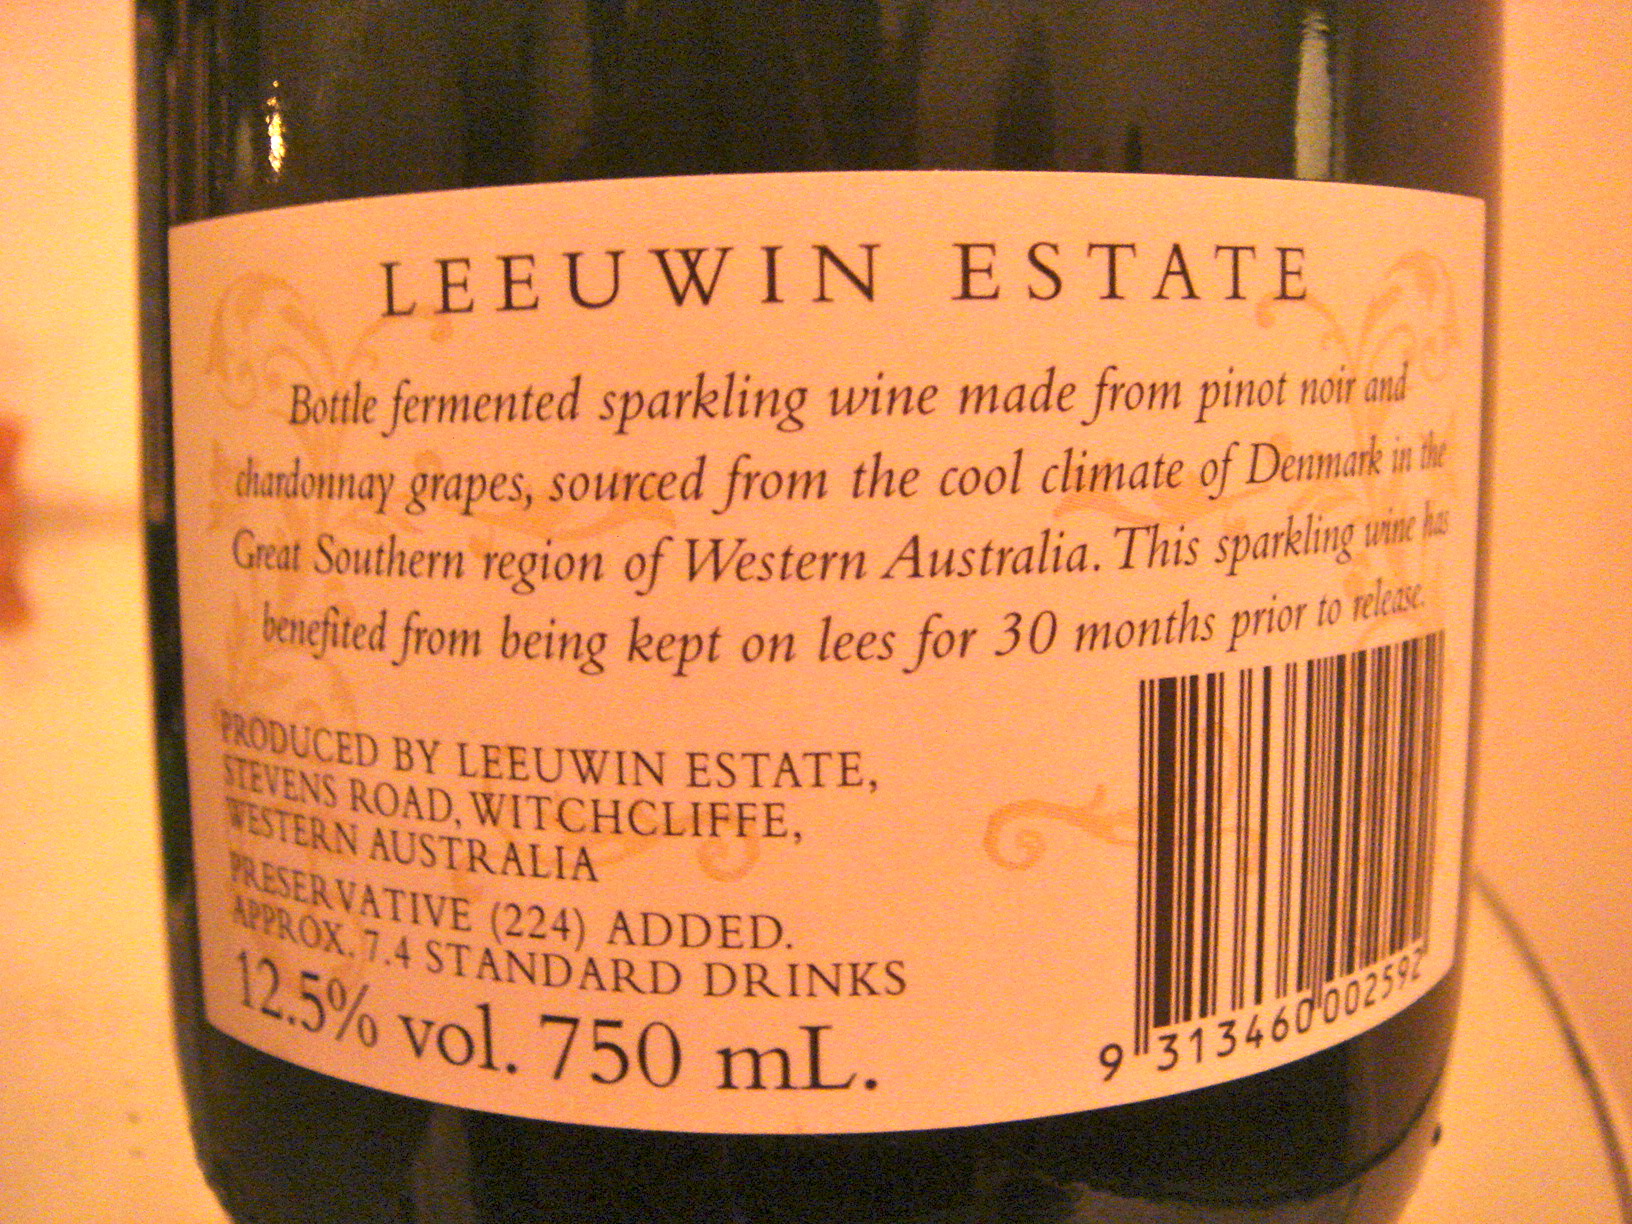 LEEUWIN ESTATE
Bottle fermented sparkling wine made from pinot noir and
chardonnay grapes, sourced from the cool climate of Denmark in the
Great Southern region of Western Australia. This sparkling wine has
benefited from being kept on lees for 30 months prior to release.
PRODUCED BY LEEUWIN ESTATE,
STEVENS ROAD, WITCHCLIFFE,
WESTERN AUSTRALIA
PRESERVATIVE (224) ADDED.
APPROX. 7.4 STANDARD DRINKS
12.5% vol. 750 mL.
9 313460 002592